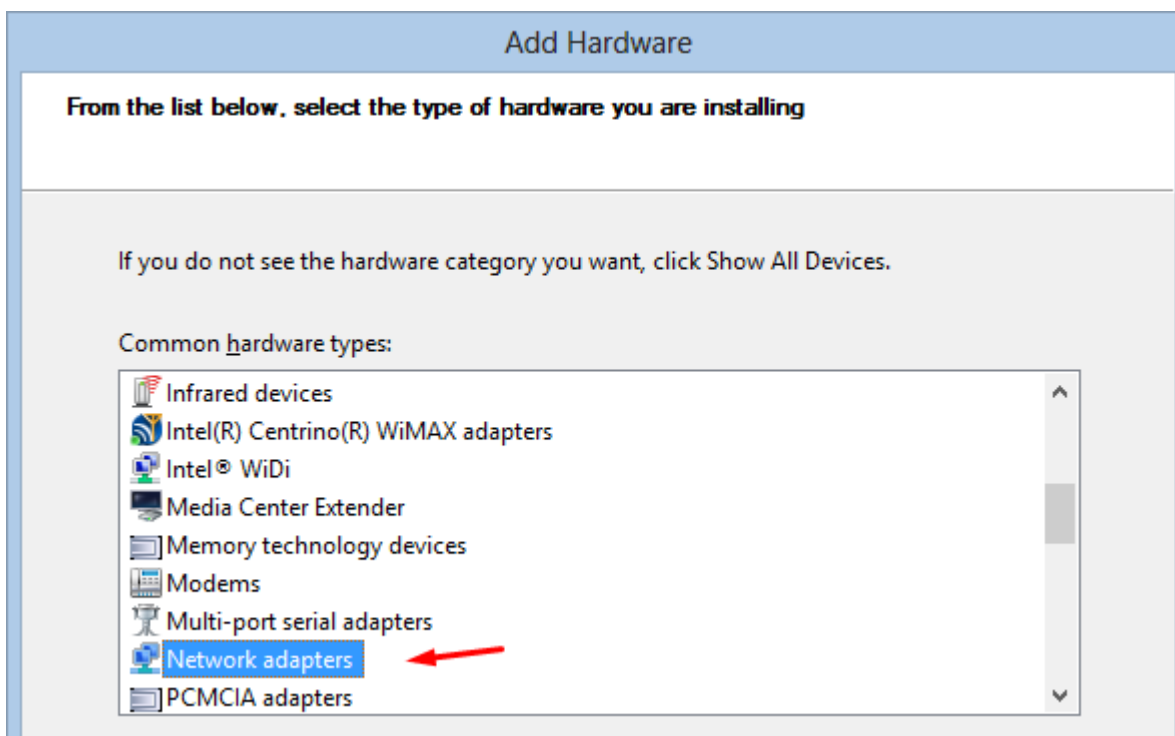 Add Hardware
From the list below, select the type of hardware you are installing
If you do not see the hardware category you want, click Show All Devices.
Common hardware types:
Infrared devices
Intel(R) Centrino(R) WiMAX adapters
Intel® WiDi
Media Center Extender
Memory technology devices
Modems
Multi-port serial adapters
Network adapters
PCMCIA adapters